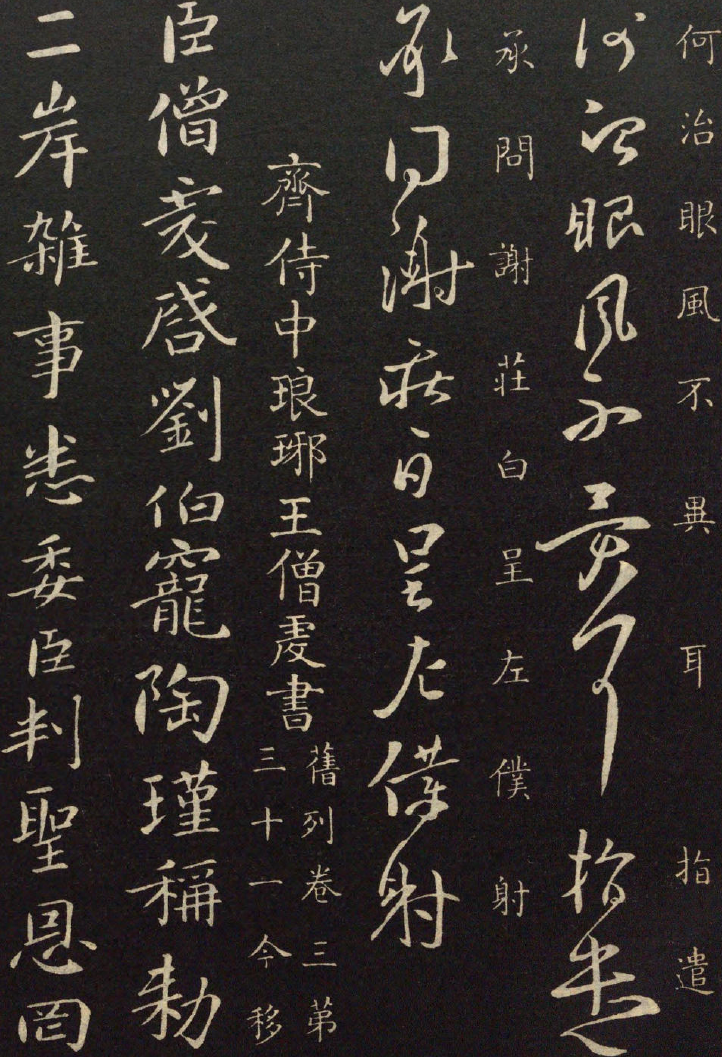 何治眼風不異耳指遣
何治眼風不異耳指遣
承問謝莊白呈左僕射
承問謝莊白呈左僕射
齊侍中琅琊王僧虔書
舊列卷三第
三十一今移
臣僧虔啓劉伯寵陶瑾稱勑
二岸雜事悉委臣判聖恩罔